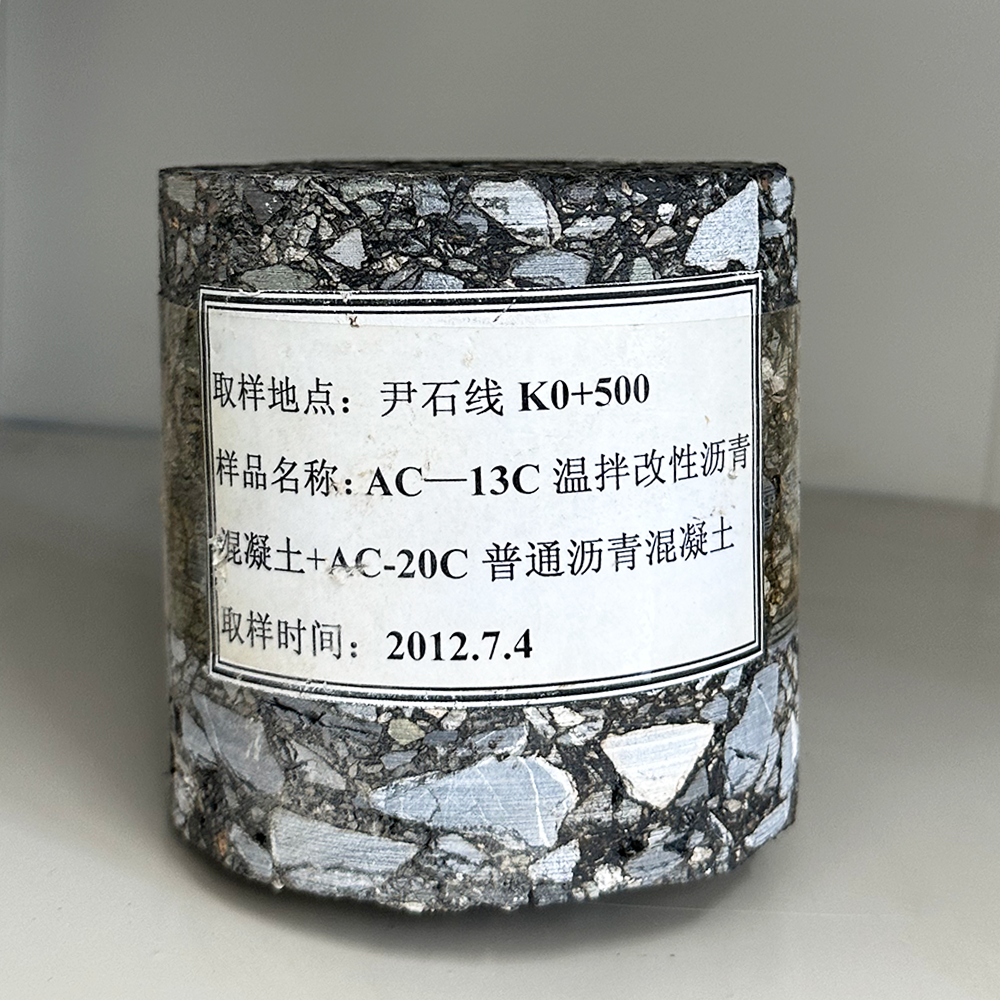 取样地点：尹石线 K0+500
样品名称：AC—13C 温拌改性沥青
混凝土+AC-20C 普通沥青混凝土
取样时间：2012.7.4